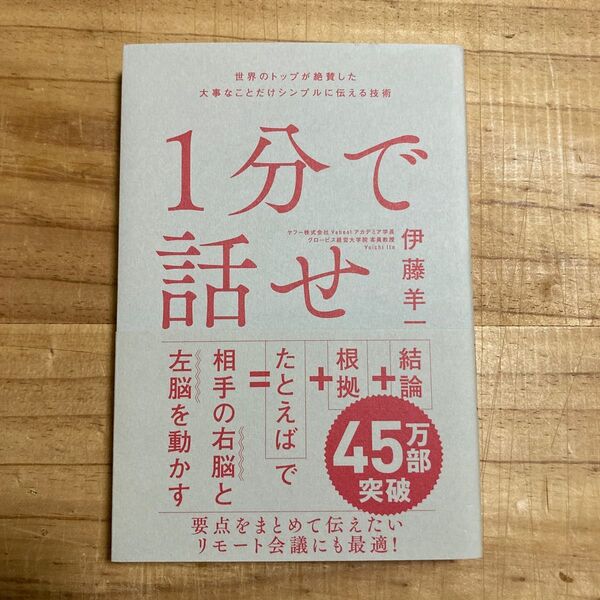 世界のトップが絶賛した
大事なことだけシンプルに伝える技術
1分で
話せ
ヤフー株式会社 Yahoo!アカデミア学長
グロービス経営大学院 客員教授
Yoichi Ito
伊藤羊一
結論
+
根拠
+
たとえばで
=
相手の右脳と
左脳を動かす
45万部
突破
要点をまとめて伝えたい
リモート会議にも最適!